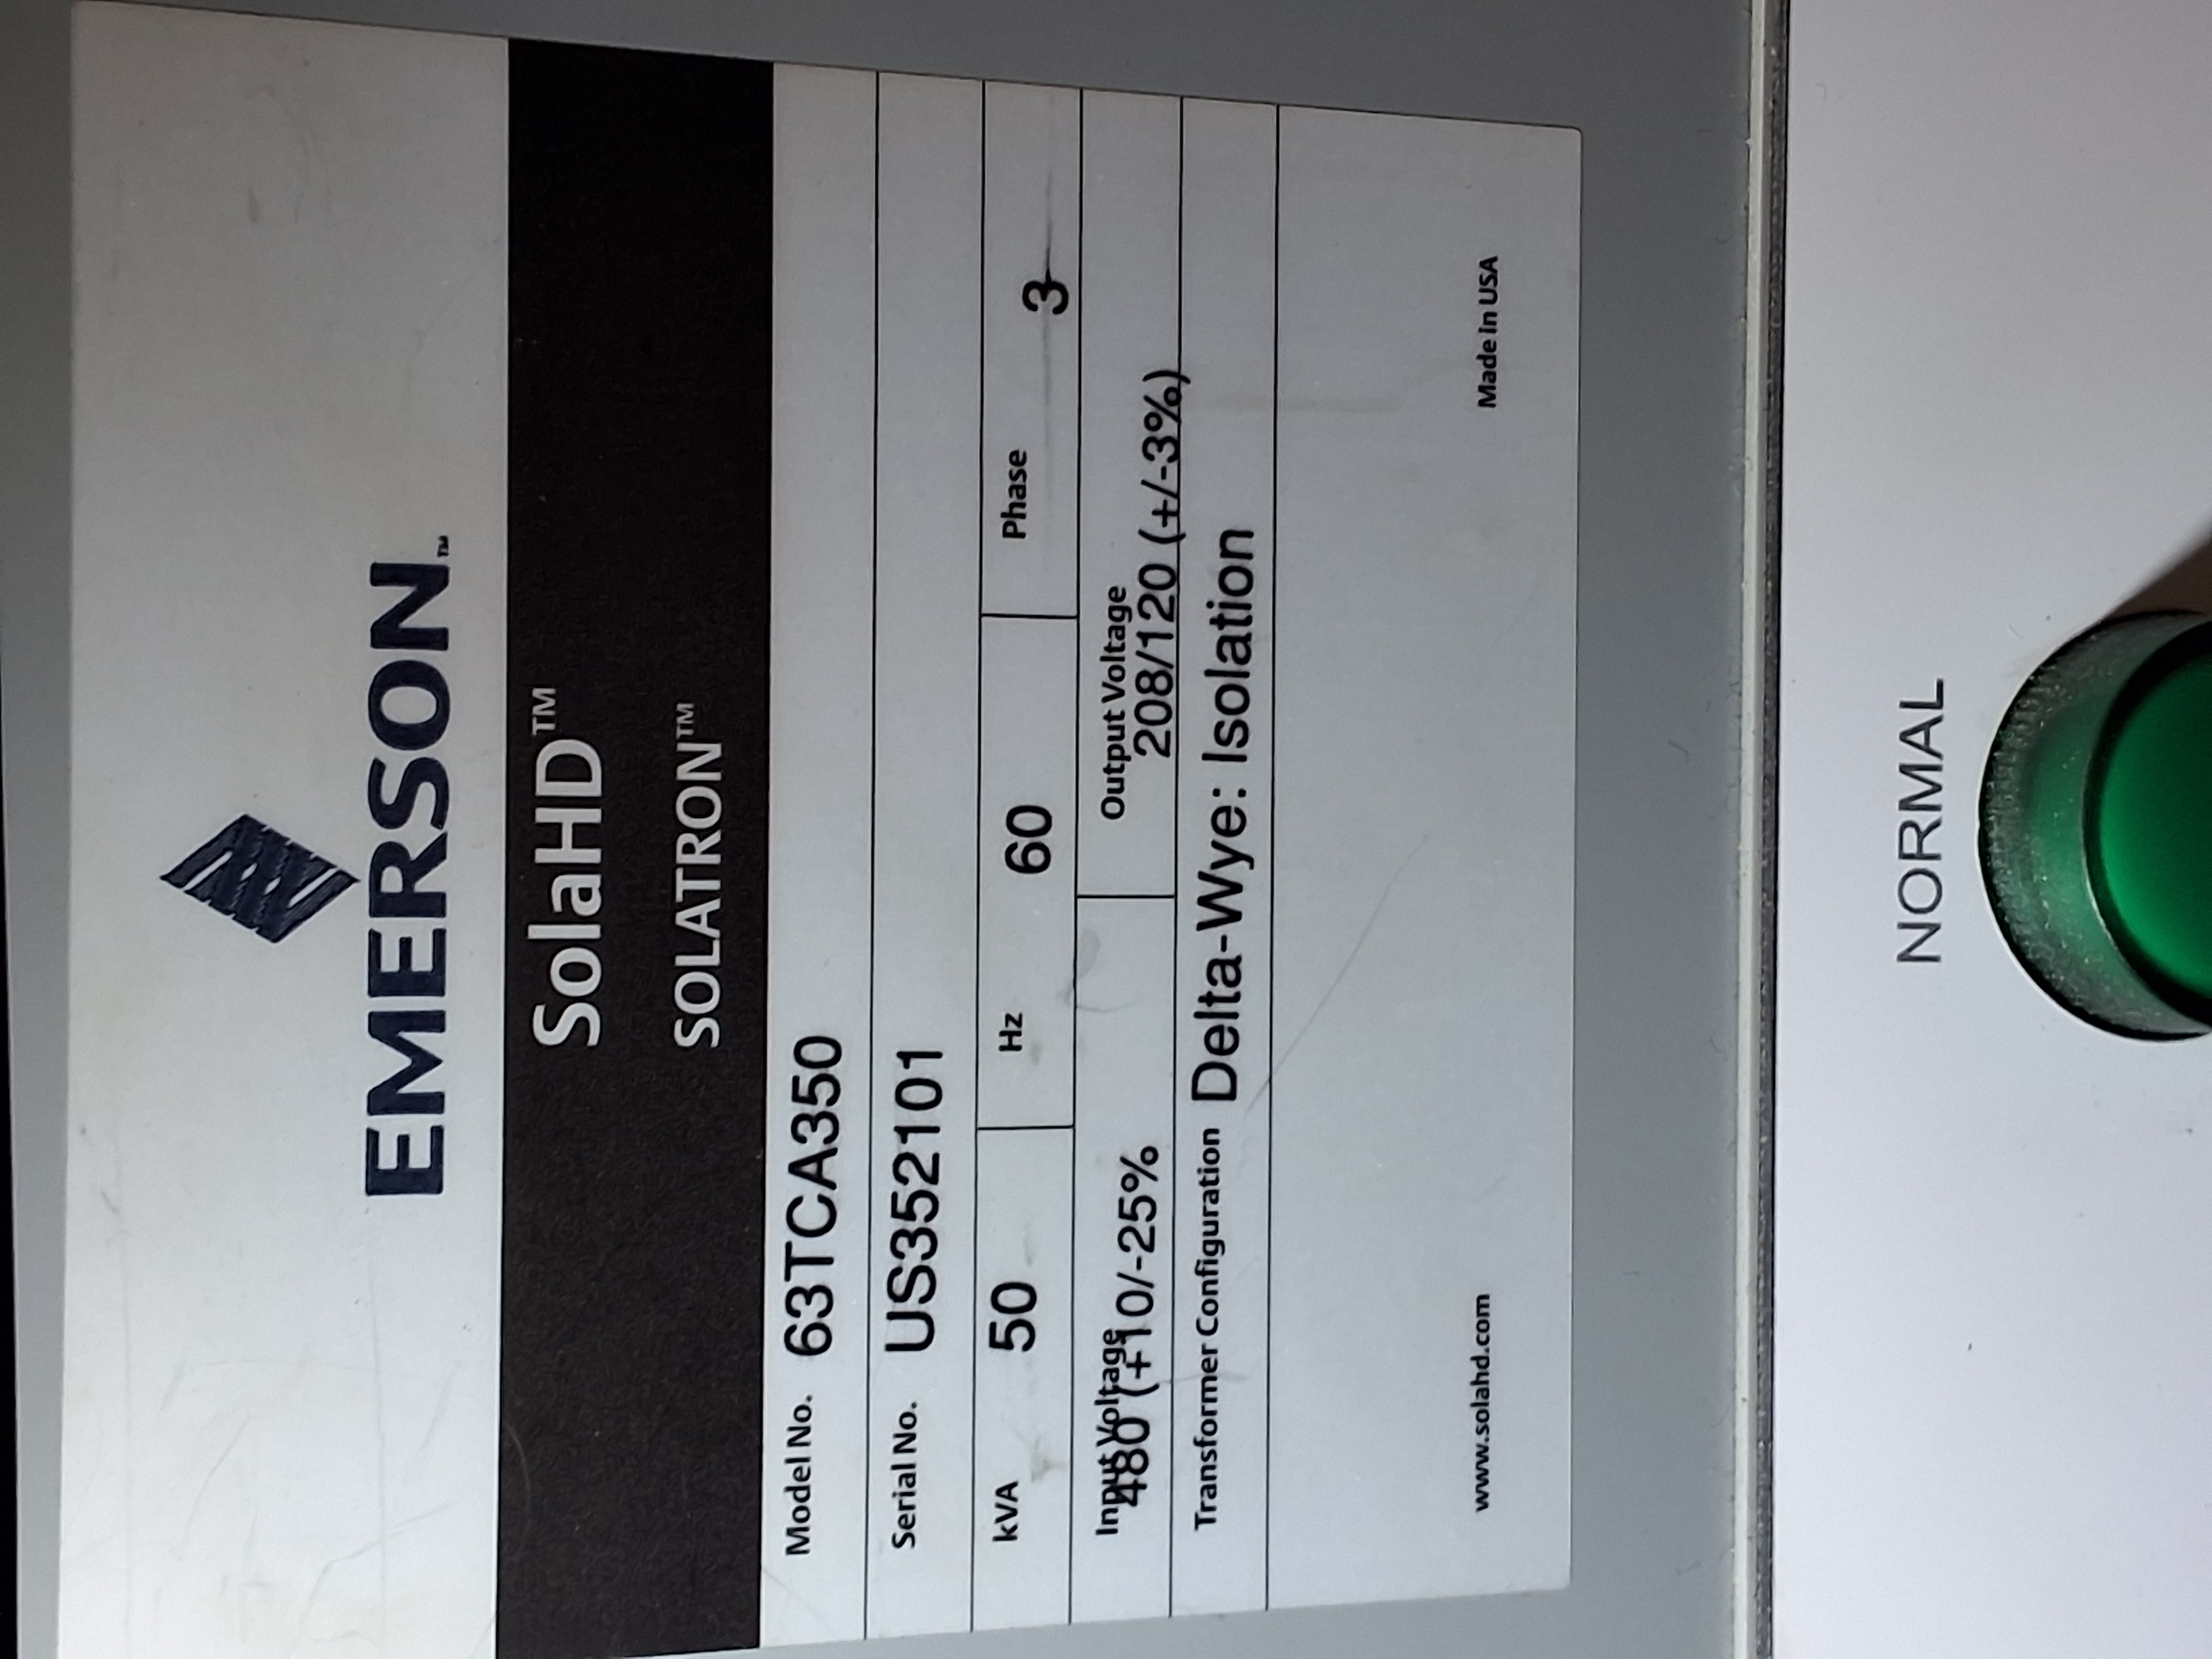 EMERSON™
SolaHD™
SOLATRON™
Model No. 63TCA350
Serial No. US352101
kVA 50 Hz 60 Phase 3
Input Voltage Output Voltage
480 (+10/-25% 208/120 (+/-3%)
Transformer Configuration Delta-Wye: Isolation
www.solahd.com Made In USA
NORMAL